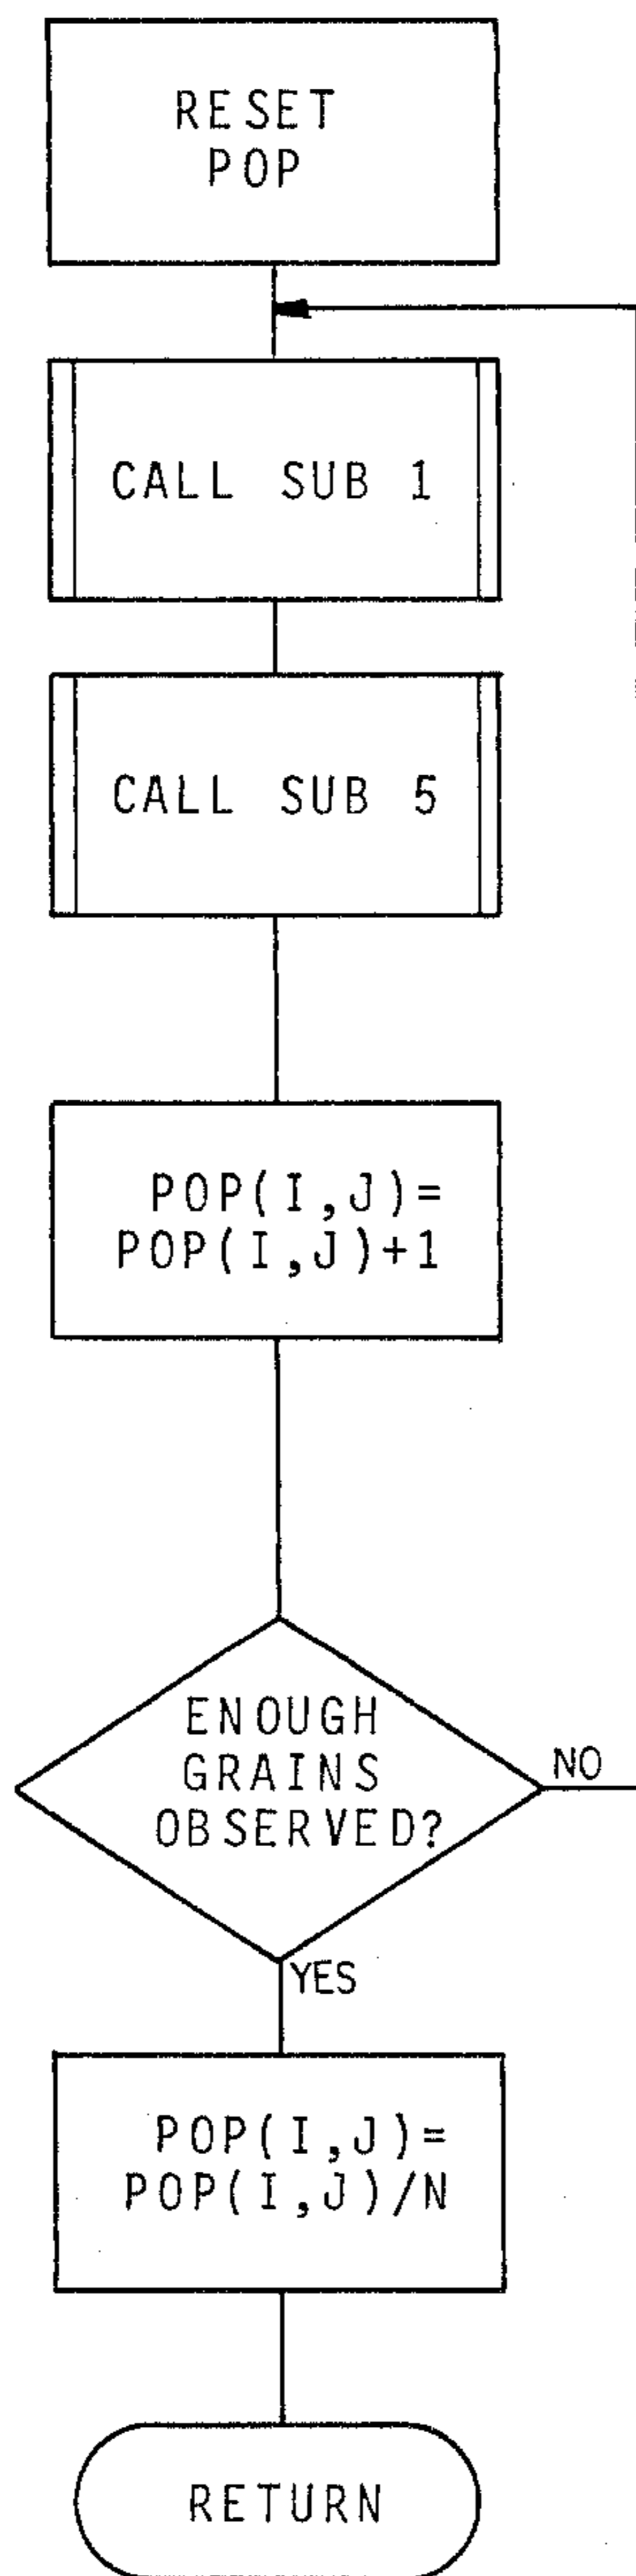 RESET
POP
CALL SUB 1
CALL SUB 5
POP(I,J)=
POP(I,J)+1
ENOUGH
GRAINS
OBSERVED?
NO
YES
POP(I,J)=
POP(I,J)/N
RETURN